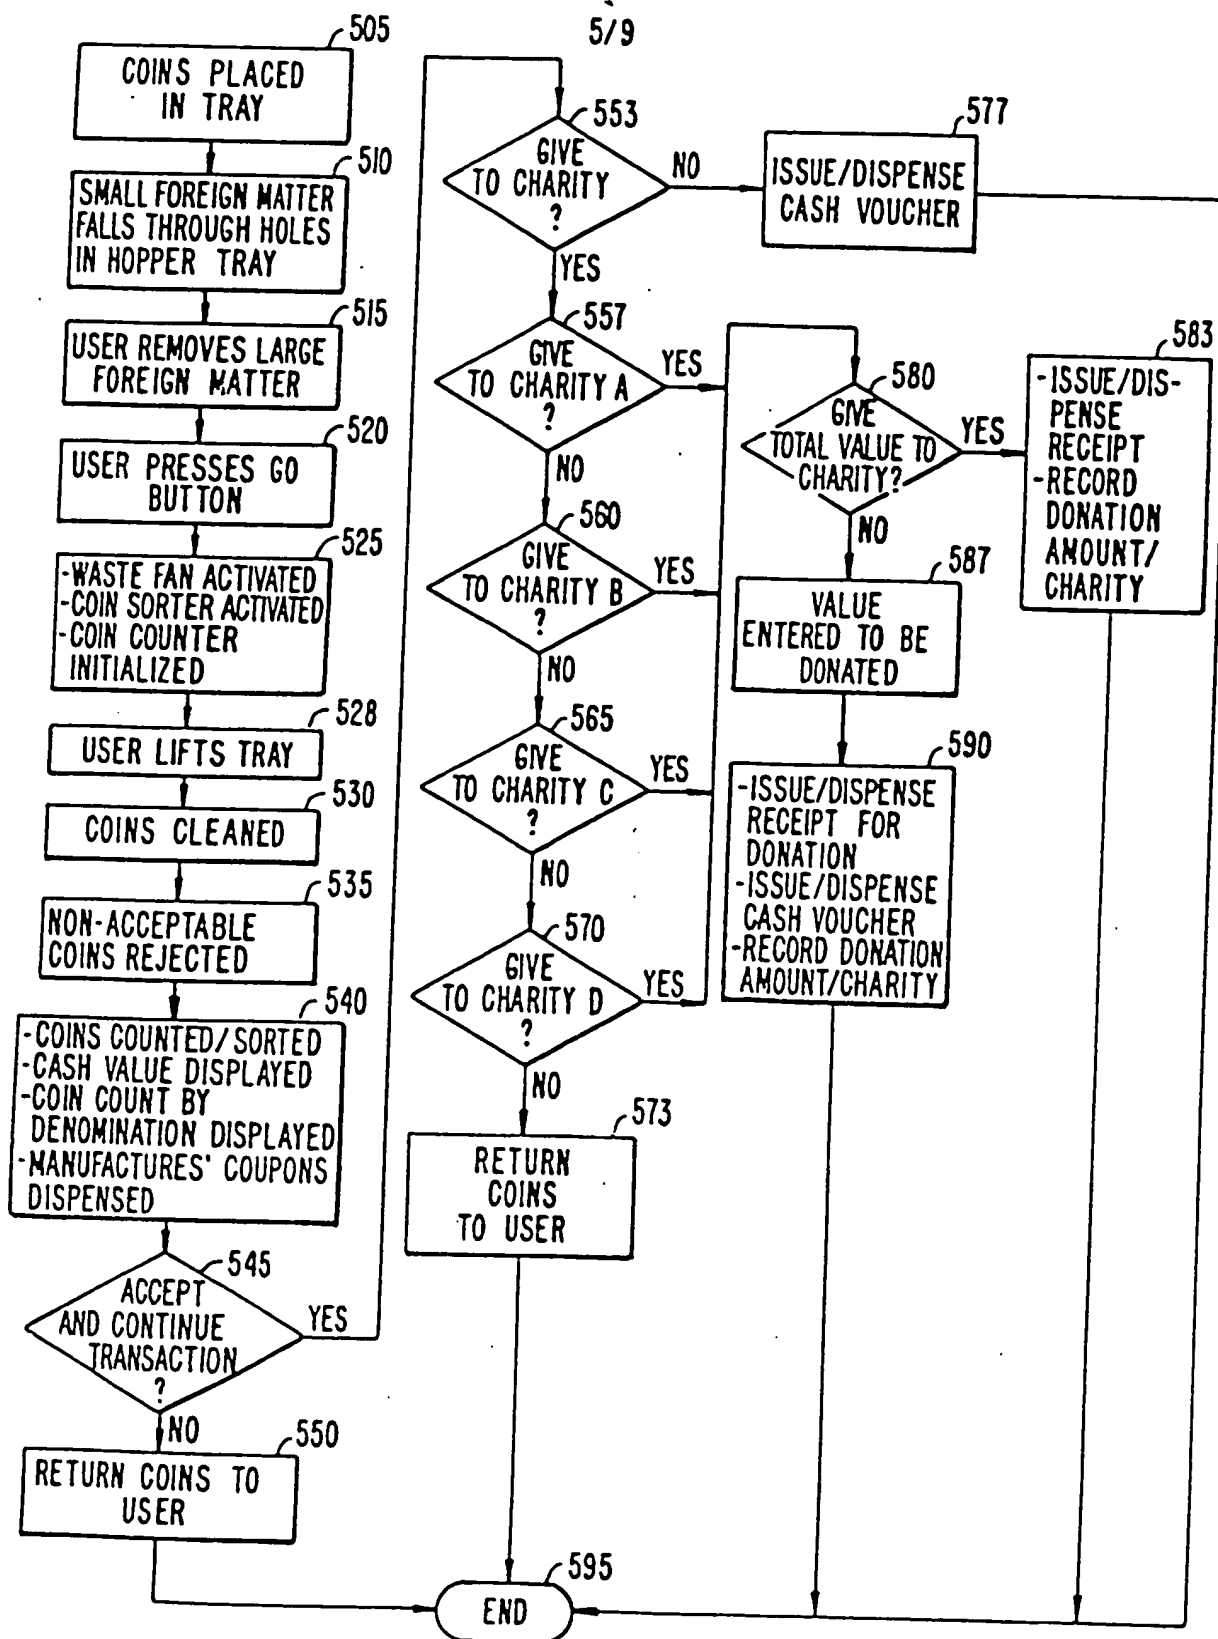 5/9
505
COINS PLACED
IN TRAY
510
SMALL FOREIGN MATTER
FALLS THROUGH HOLES
IN HOPPER TRAY
515
USER REMOVES LARGE
FOREIGN MATTER
520
USER PRESSES GO
BUTTON
525
-WASTE FAN ACTIVATED
-COIN SORTER ACTIVATED
-COIN COUNTER
INITIALIZED
528
USER LIFTS TRAY
530
COINS CLEANED
535
NON-ACCEPTABLE
COINS REJECTED
540
-COINS COUNTED/SORTED
-CASH VALUE DISPLAYED
-COIN COUNT BY
DENOMINATION DISPLAYED
-MANUFACTURES' COUPONS
DISPENSED
545
ACCEPT
AND CONTINUE
TRANSACTION
?
YES
NO
550
RETURN COINS TO
USER
553
GIVE
TO CHARITY
?
NO
YES
577
ISSUE/DISPENSE
CASH VOUCHER
557
GIVE
TO CHARITY A
?
YES
NO
560
GIVE
TO CHARITY B
?
YES
NO
565
GIVE
TO CHARITY C
?
YES
NO
570
GIVE
TO CHARITY D
?
YES
NO
573
RETURN
COINS
TO USER
580
GIVE
TOTAL VALUE TO
CHARITY?
YES
NO
583
-ISSUE/DIS-
PENSE
RECEIPT
-RECORD
DONATION
AMOUNT/
CHARITY
587
VALUE
ENTERED TO BE
DONATED
590
-ISSUE/DISPENSE
RECEIPT FOR
DONATION
-ISSUE/DISPENSE
CASH VOUCHER
-RECORD DONATION
AMOUNT/CHARITY
595
END